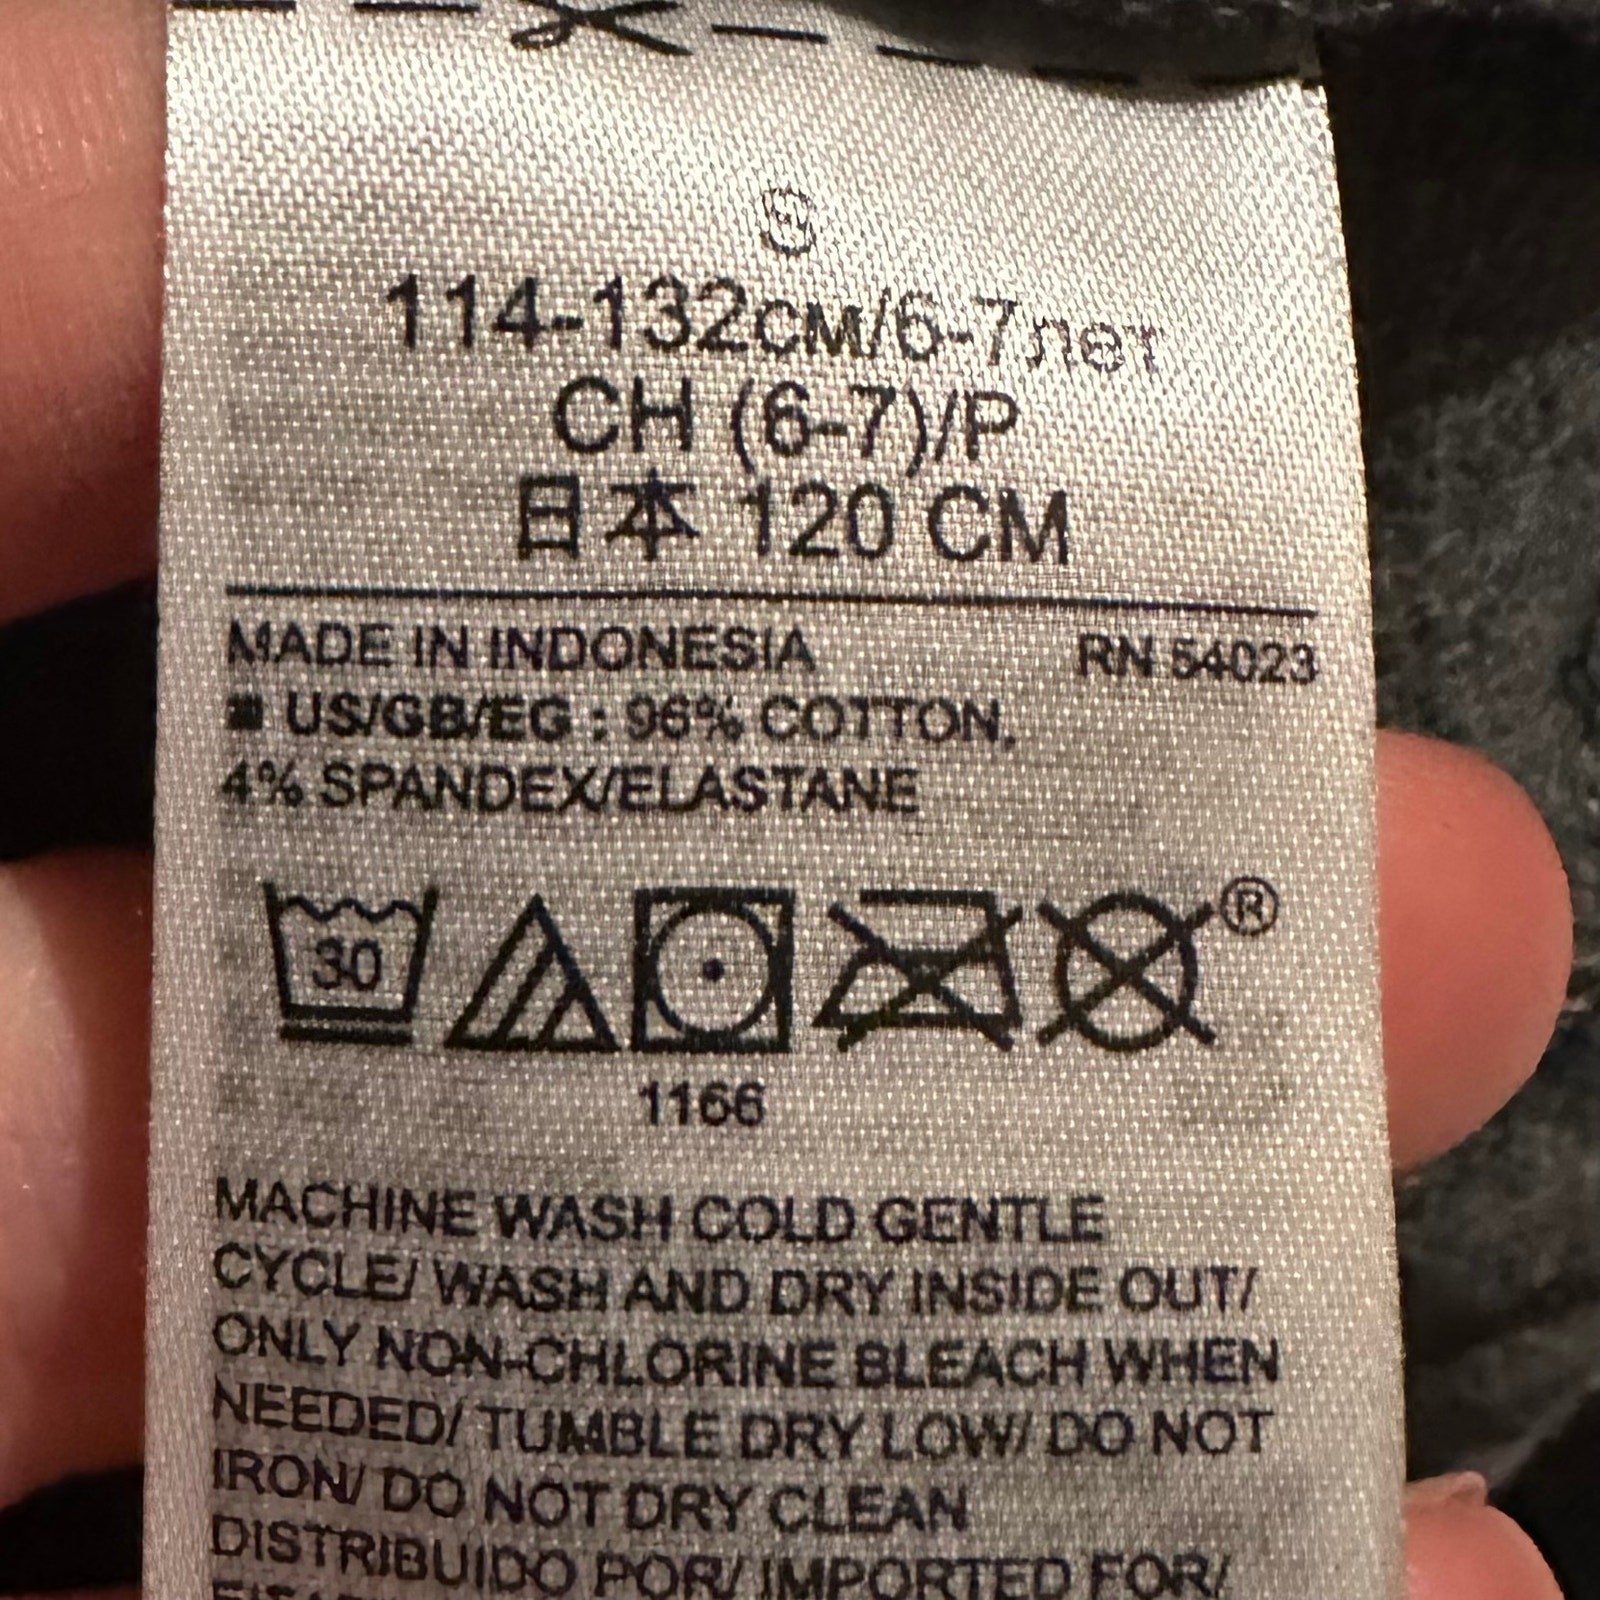 S
114-132см/6-7лет
CH (6-7)/P
日本 120 CM
MADE IN INDONESIA RN 54023
■ US/GB/EG : 96% COTTON,
4% SPANDEX/ELASTANE
30
®
1166
MACHINE WASH COLD GENTLE
CYCLE/ WASH AND DRY INSIDE OUT/
ONLY NON-CHLORINE BLEACH WHEN
NEEDED/ TUMBLE DRY LOW/ DO NOT
IRON/ DO NOT DRY CLEAN
DISTRIBUIDO POR/ IMPORTED FOR/